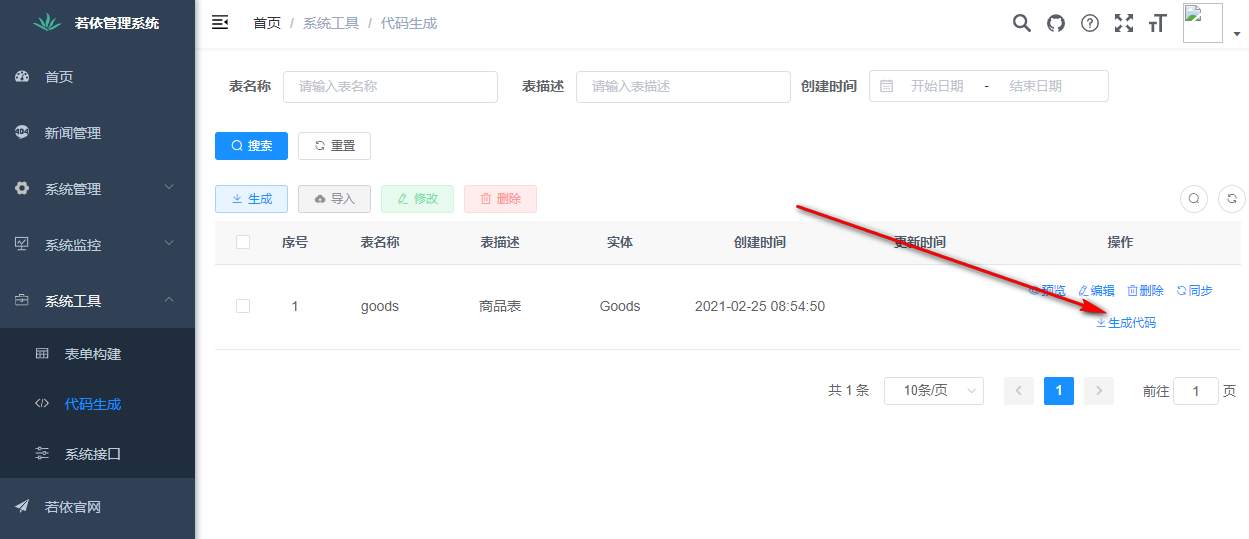 若依管理系统
首页
新闻管理
系统管理
系统监控
系统工具
表单构建
代码生成
系统接口
若依官网
首页 / 系统工具 / 代码生成
表名称 请输入表名称 表描述 请输入表描述 创建时间 开始日期 - 结束日期
搜索 重置
生成 导入 修改 删除
序号 表名称 表描述 实体 创建时间 更新时间 操作
1 goods 商品表 Goods 2021-02-25 08:54:50 预览 编辑 删除 同步
生成代码
共 1 条 10条/页 1 前往 1 页